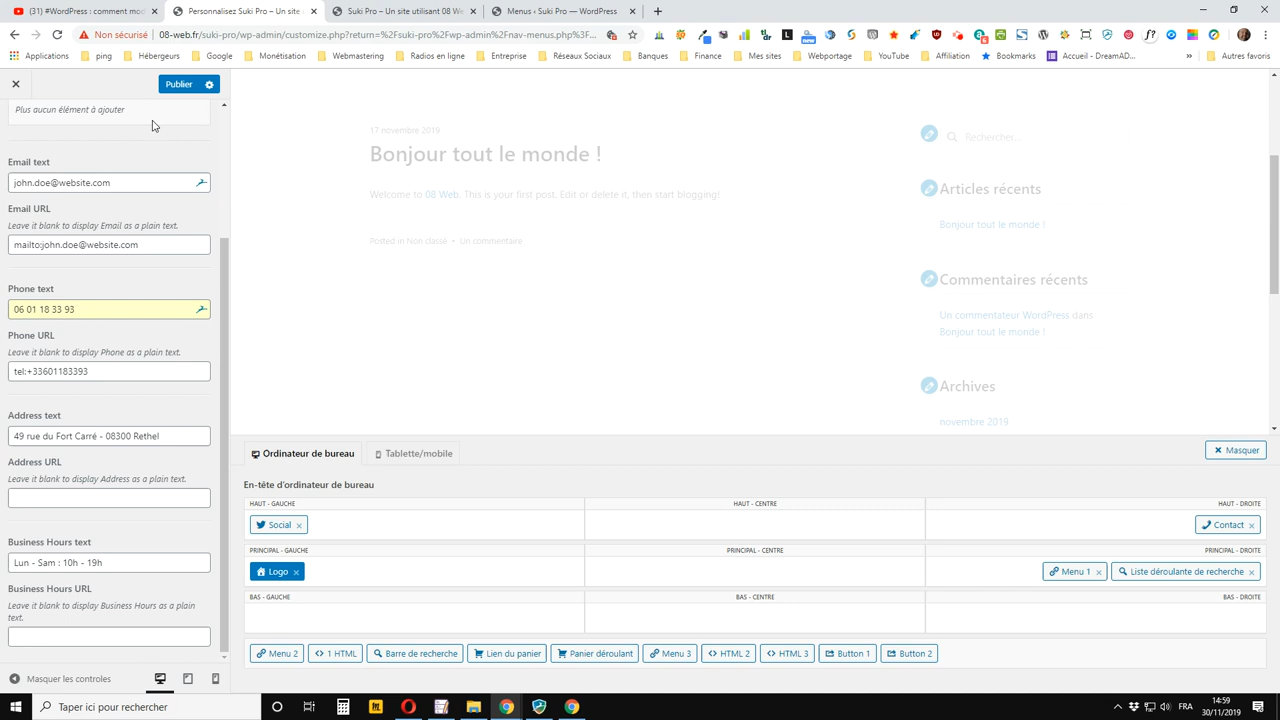 (31) #WordPress : comment mod
Personnalisez Suki Pro – Un site
Suki Pro – Un site utilisant 08 We
Menus ‹ Suki Pro — WordPress
Non sécurisé
08-web.fr/suki-pro/wp-admin/customize.php?return=%2Fsuki-pro%2Fwp-admin%2Fnav-menus.php%3F...
Applications
ping
Hébergeurs
Google
Monétisation
Webmastering
Radios en ligne
Entreprise
Réseaux Sociaux
Banques
Finance
Mes sites
Webportage
YouTube
Affiliation
Bookmarks
Accueil - DreamAD...
»
Autres favoris
Publier
Plus aucun élément à ajouter
Email text
john.doe@website.com
Email URL
Leave it blank to display Email as a plain text.
mailto:john.doe@website.com
Phone text
06 01 18 33 93
Phone URL
Leave it blank to display Phone as a plain text.
tel:+33601183393
Address text
49 rue du Fort Carré - 08300 Rethel
Address URL
Leave it blank to display Address as a plain text.
Business Hours text
Lun - Sam : 10h - 19h
Business Hours URL
Leave it blank to display Business Hours as a plain
text.
Masquer les contrôles
17 novembre 2019
Bonjour tout le monde !
Welcome to 08 Web. This is your first post. Edit or delete it, then start blogging!
Posted in Non classé • Un commentaire
Rechercher...
Articles récents
Bonjour tout le monde !
Commentaires récents
Un commentateur WordPress dans
Bonjour tout le monde !
Archives
novembre 2019
Ordinateur de bureau
Tablette/mobile
Masquer
En-tête d'ordinateur de bureau
HAUT - GAUCHE
HAUT - CENTRE
HAUT - DROITE
Social
Contact
PRINCIPAL - GAUCHE
PRINCIPAL - CENTRE
PRINCIPAL - DROITE
Logo
Menu 1
Liste déroulante de recherche
BAS - GAUCHE
BAS - CENTRE
BAS - DROITE
Menu 2
1 HTML
Barre de recherche
Lien du panier
Panier déroulant
Menu 3
HTML 2
HTML 3
Button 1
Button 2
Taper ici pour rechercher
FRA
14:59
30/11/2019